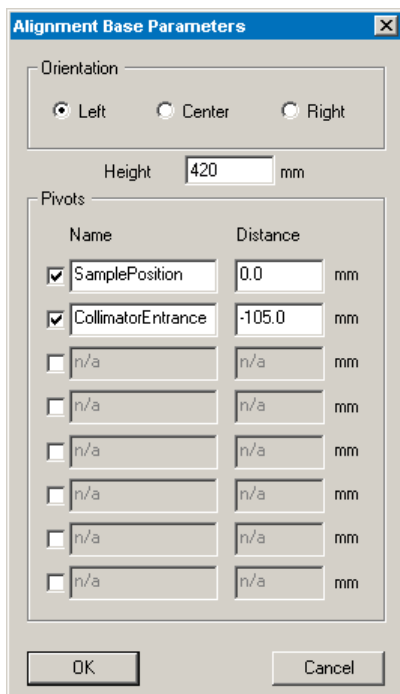 Alignment Base Parameters
Orientation
Left Center Right
Height 420 mm
Pivots
Name Distance
SamplePosition 0.0 mm
CollimatorEntrance -105.0 mm
n/a n/a mm
n/a n/a mm
n/a n/a mm
n/a n/a mm
n/a n/a mm
n/a n/a mm
OK Cancel